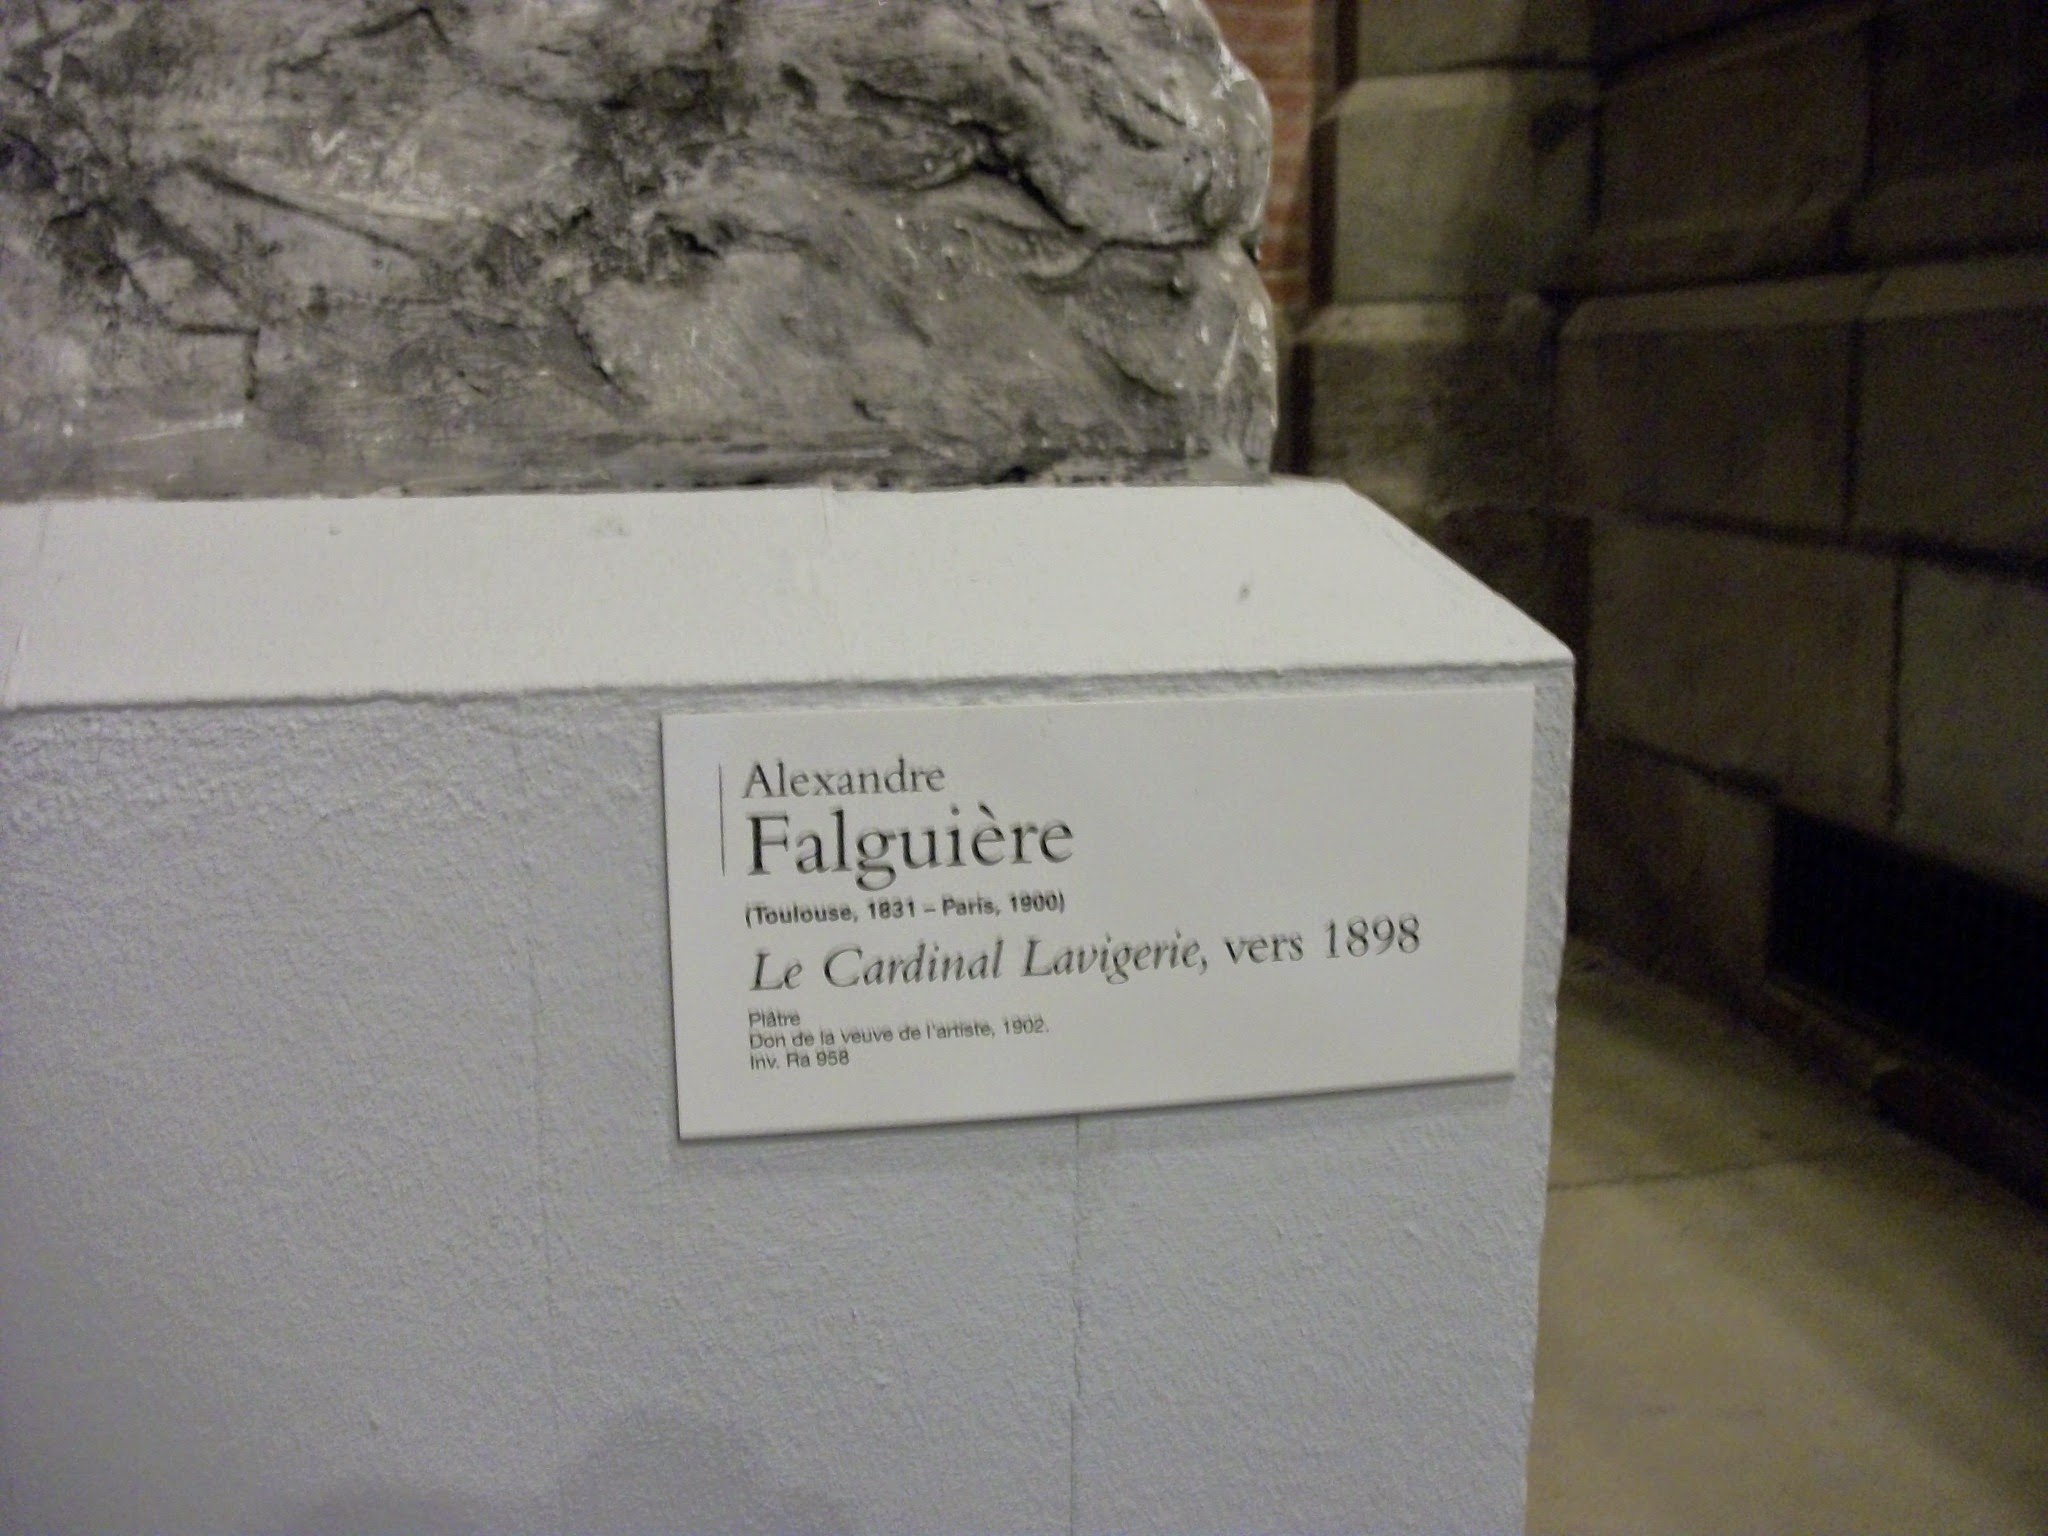 Alexandre
Falguière
(Toulouse, 1831 – Paris, 1900)
Le Cardinal Lavigerie, vers 1898
Plâtre
Don de la veuve de l'artiste, 1902.
Inv. Ra 958